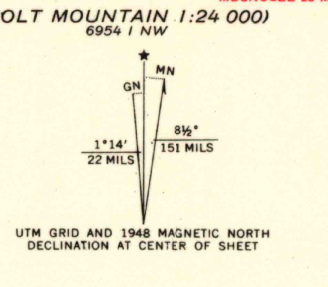 OLT MOUNTAIN 1:24 000)
6954 I NW
MN
GN
1°14′
22 MILS
8½°
151 MILS
UTM GRID AND 1948 MAGNETIC NORTH
DECLINATION AT CENTER OF SHEET